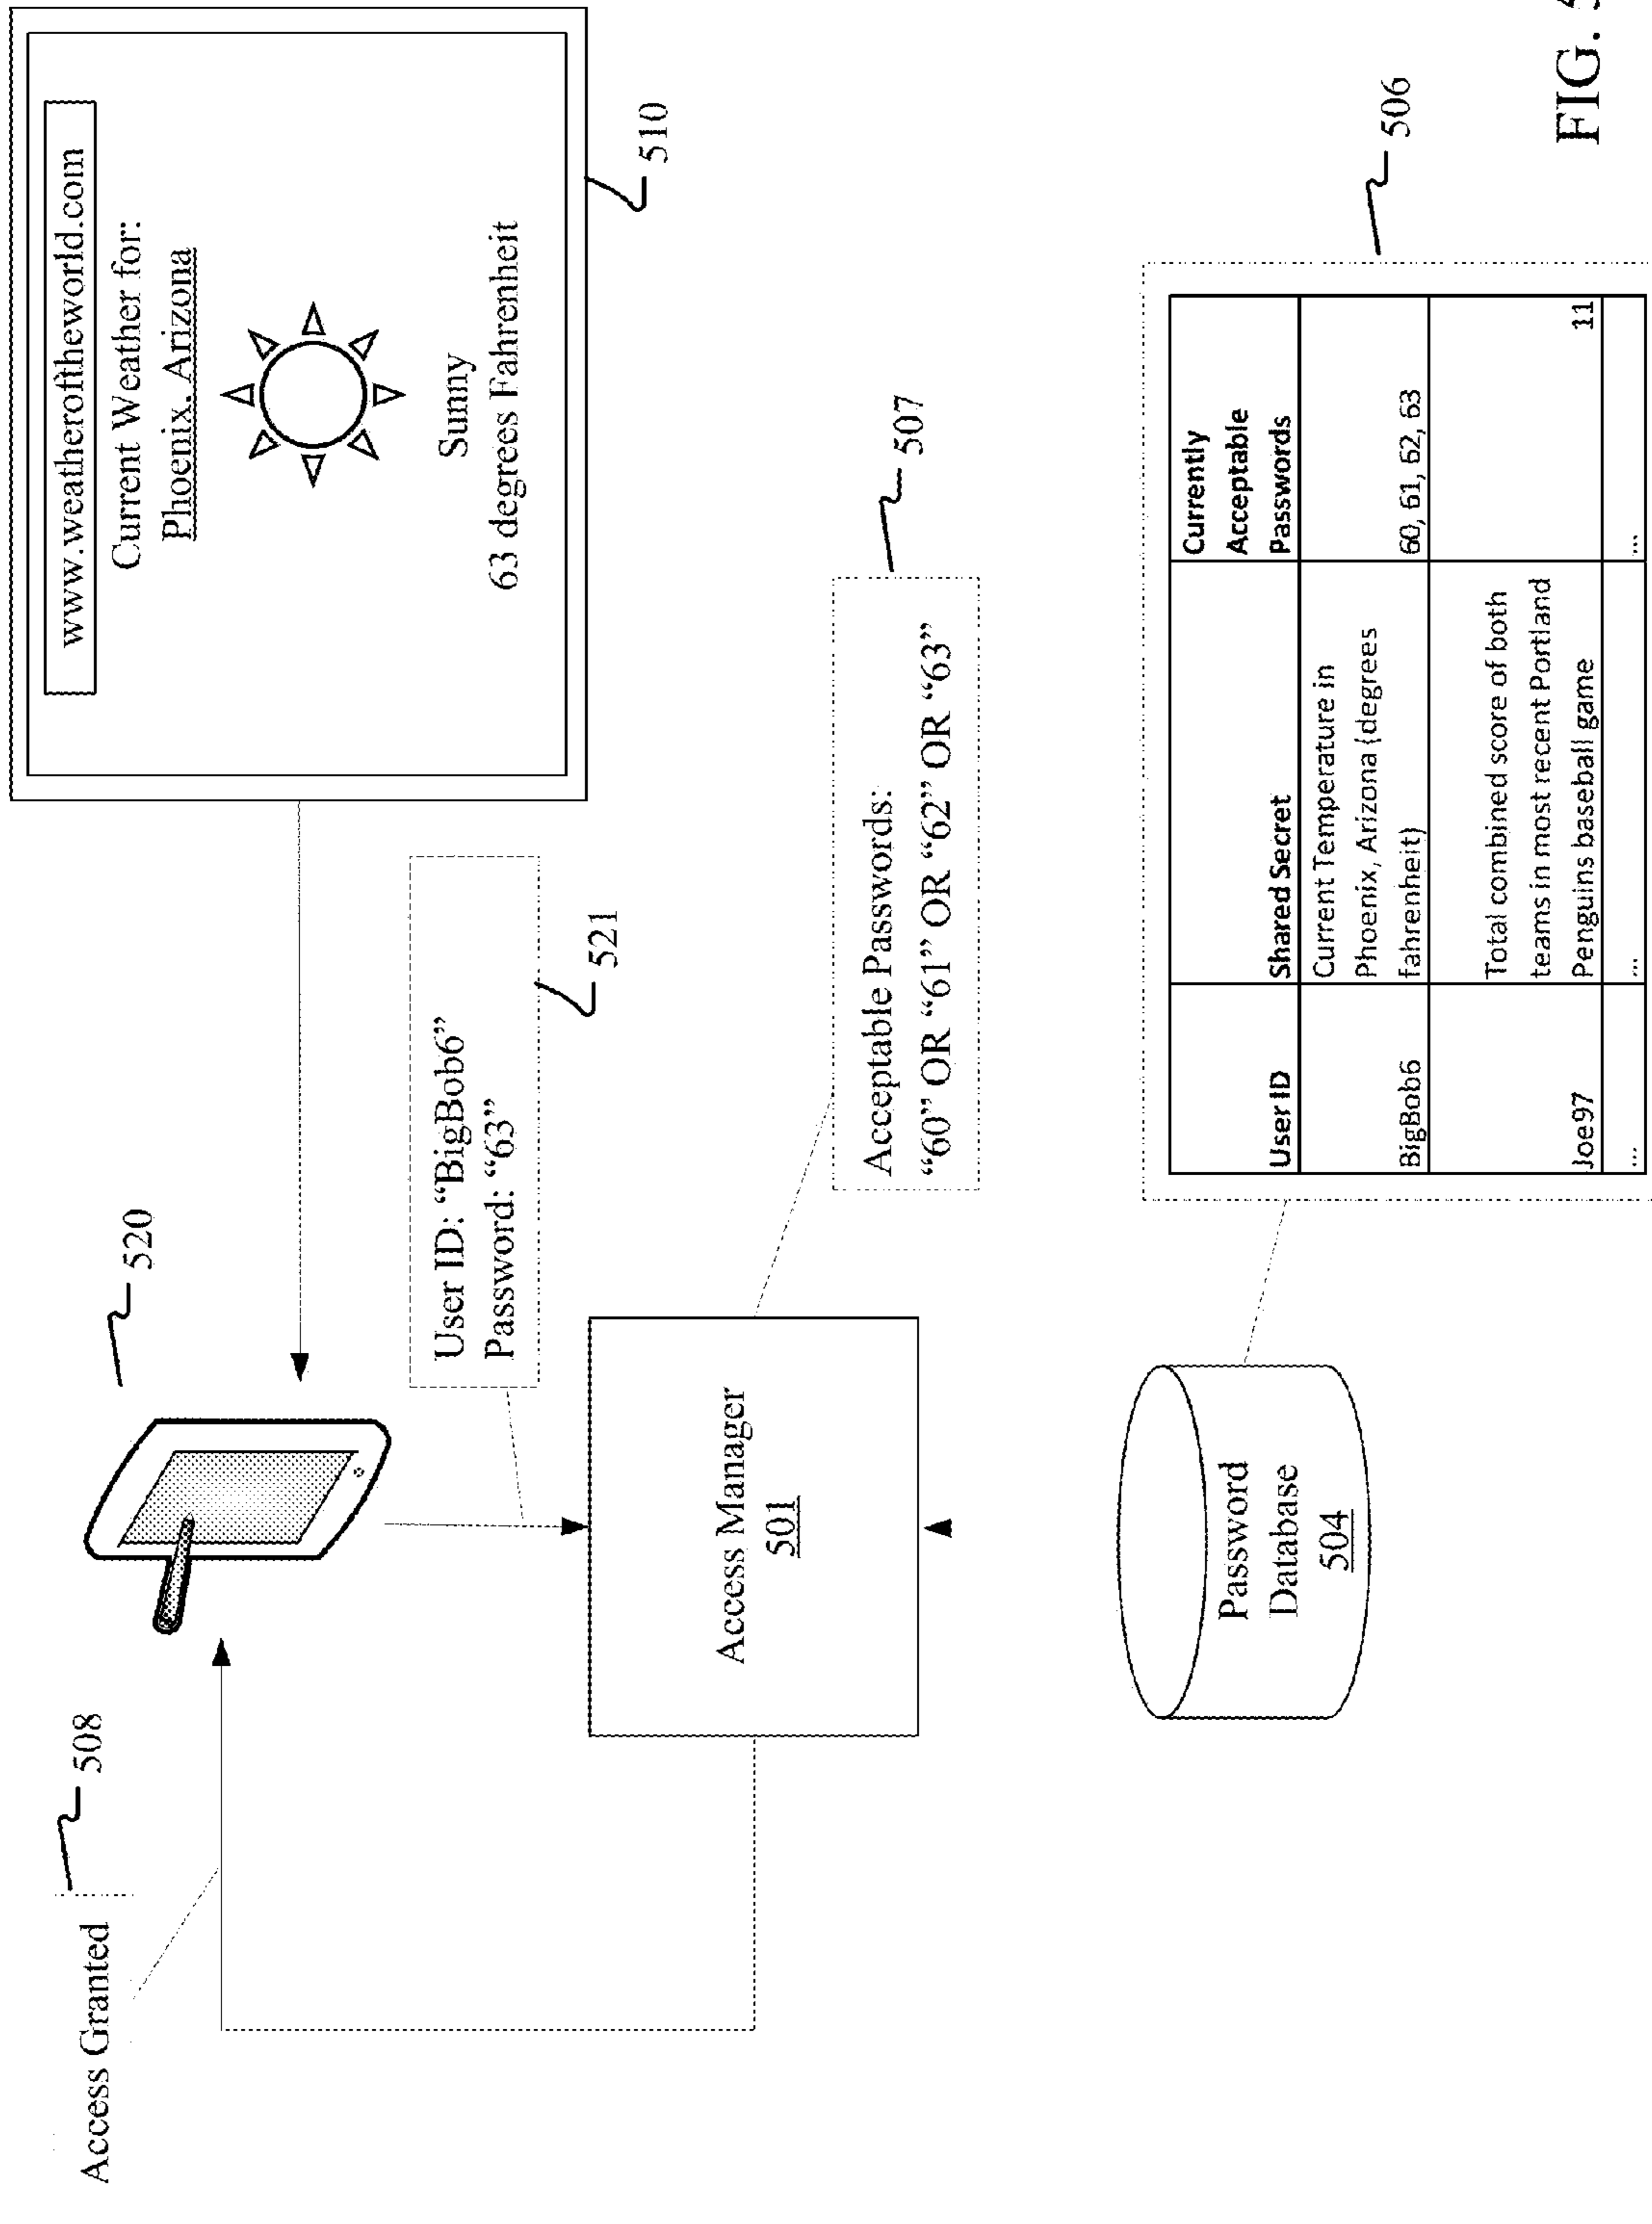 Access Granted
508
520
www.weatheroftheworld.com
Current Weather for:
Phoenix, Arizona
Sunny
63 degrees Fahrenheit
510
User ID: “BigBob6”
Password: “63”
521
Access Manager
501
Acceptable Passwords:
“60” OR “61” OR “62” OR “63”
507
Password
Database
504
User ID
Shared Secret
Currently
Acceptable
Passwords
BigBob6
Current Temperature in
Phoenix, Arizona (degrees
fahrenheit)
60, 61, 62, 63
Joe97
Total combined score of both
teams in most recent Portland
Penguins baseball game
11
...
...
...
506
FIG. 5